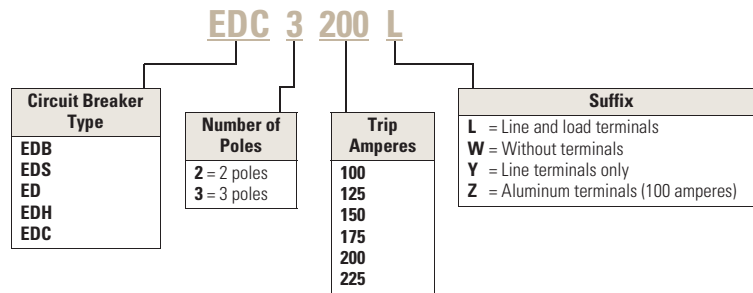 EDC 3 200 L
Circuit Breaker
Type
EDB
EDS
ED
EDH
EDC
Number of
Poles
2 = 2 poles
3 = 3 poles
Trip
Amperes
100
125
150
175
200
225
Suffix
L = Line and load terminals
W = Without terminals
Y = Line terminals only
Z = Aluminum terminals (100 amperes)